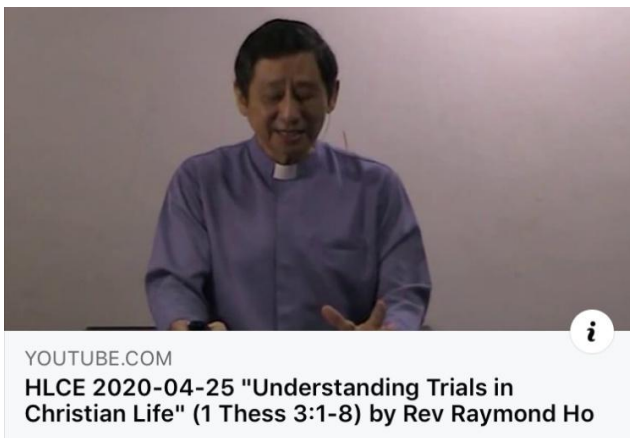 YOUTUBE.COM
HLCE 2020-04-25 "Understanding Trials in
Christian Life" (1 Thess 3:1-8) by Rev Raymond Ho